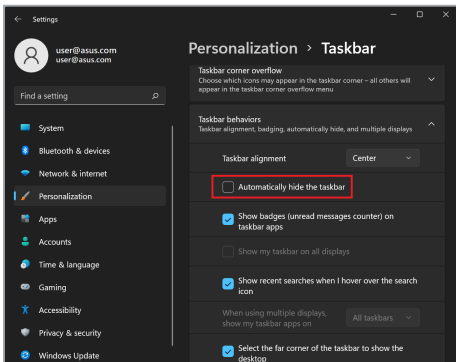 Settings
user@asus.com
user@asus.com
Find a setting
System
Bluetooth & devices
Network & internet
Personalization
Apps
Accounts
Time & language
Gaming
Accessibility
Privacy & security
Windows Update
Personalization > Taskbar
Taskbar corner overflow
Choose which icons may appear in the taskbar corner – all others will
appear in the taskbar corner overflow menu
Taskbar behaviors
Taskbar alignment, badging, automatically hide, and multiple displays
Taskbar alignment
Center
Automatically hide the taskbar
Show badges (unread messages counter) on
taskbar apps
Show my taskbar on all displays
Show recent searches when I hover over the search
icon
When using multiple displays,
show my taskbar apps on
All taskbars
Select the far corner of the taskbar to show the
desktop